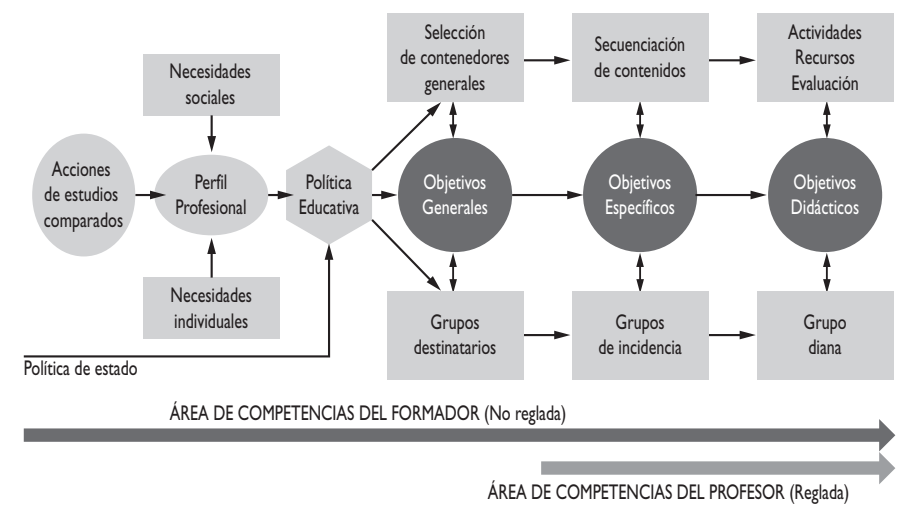 Selección
de contenedores
generales
Secuenciación
de contenidos
Actividades
Recursos
Evaluación
Necesidades
sociales
Acciones
de estudios
comparados
Perfil
Profesional
Política
Educativa
Objetivos
Generales
Objetivos
Específicos
Objetivos
Didácticos
Necesidades
individuales
Grupos
destinatarios
Grupos
de incidencia
Grupo
diana
Política de estado
ÁREA DE COMPETENCIAS DEL FORMADOR (No reglada)
ÁREA DE COMPETENCIAS DEL PROFESOR (Reglada)